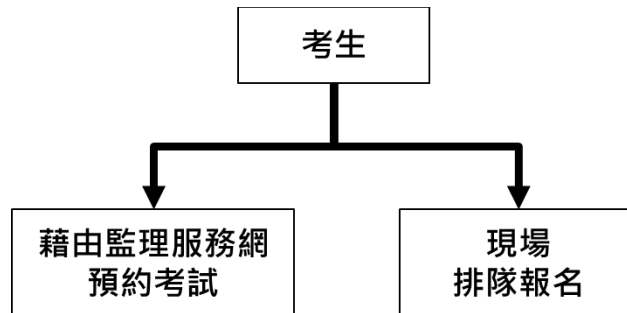 考生
藉由監理服務網
預約考試
現場
排隊報名